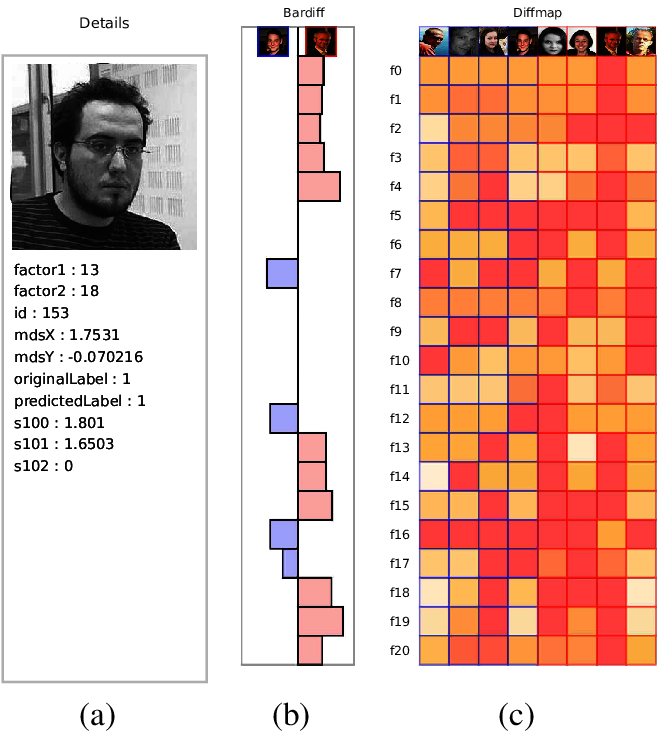 Details
Bardiff
Diffmap
factor1 : 13
factor2 : 18
id : 153
mdsX : 1.7531
mdsY : -0.070216
originalLabel : 1
predictedLabel : 1
s100 : 1.801
s101 : 1.6503
s102 : 0
f0
f1
f2
f3
f4
f5
f6
f7
f8
f9
f10
f11
f12
f13
f14
f15
f16
f17
f18
f19
f20
(a)
(b)
(c)